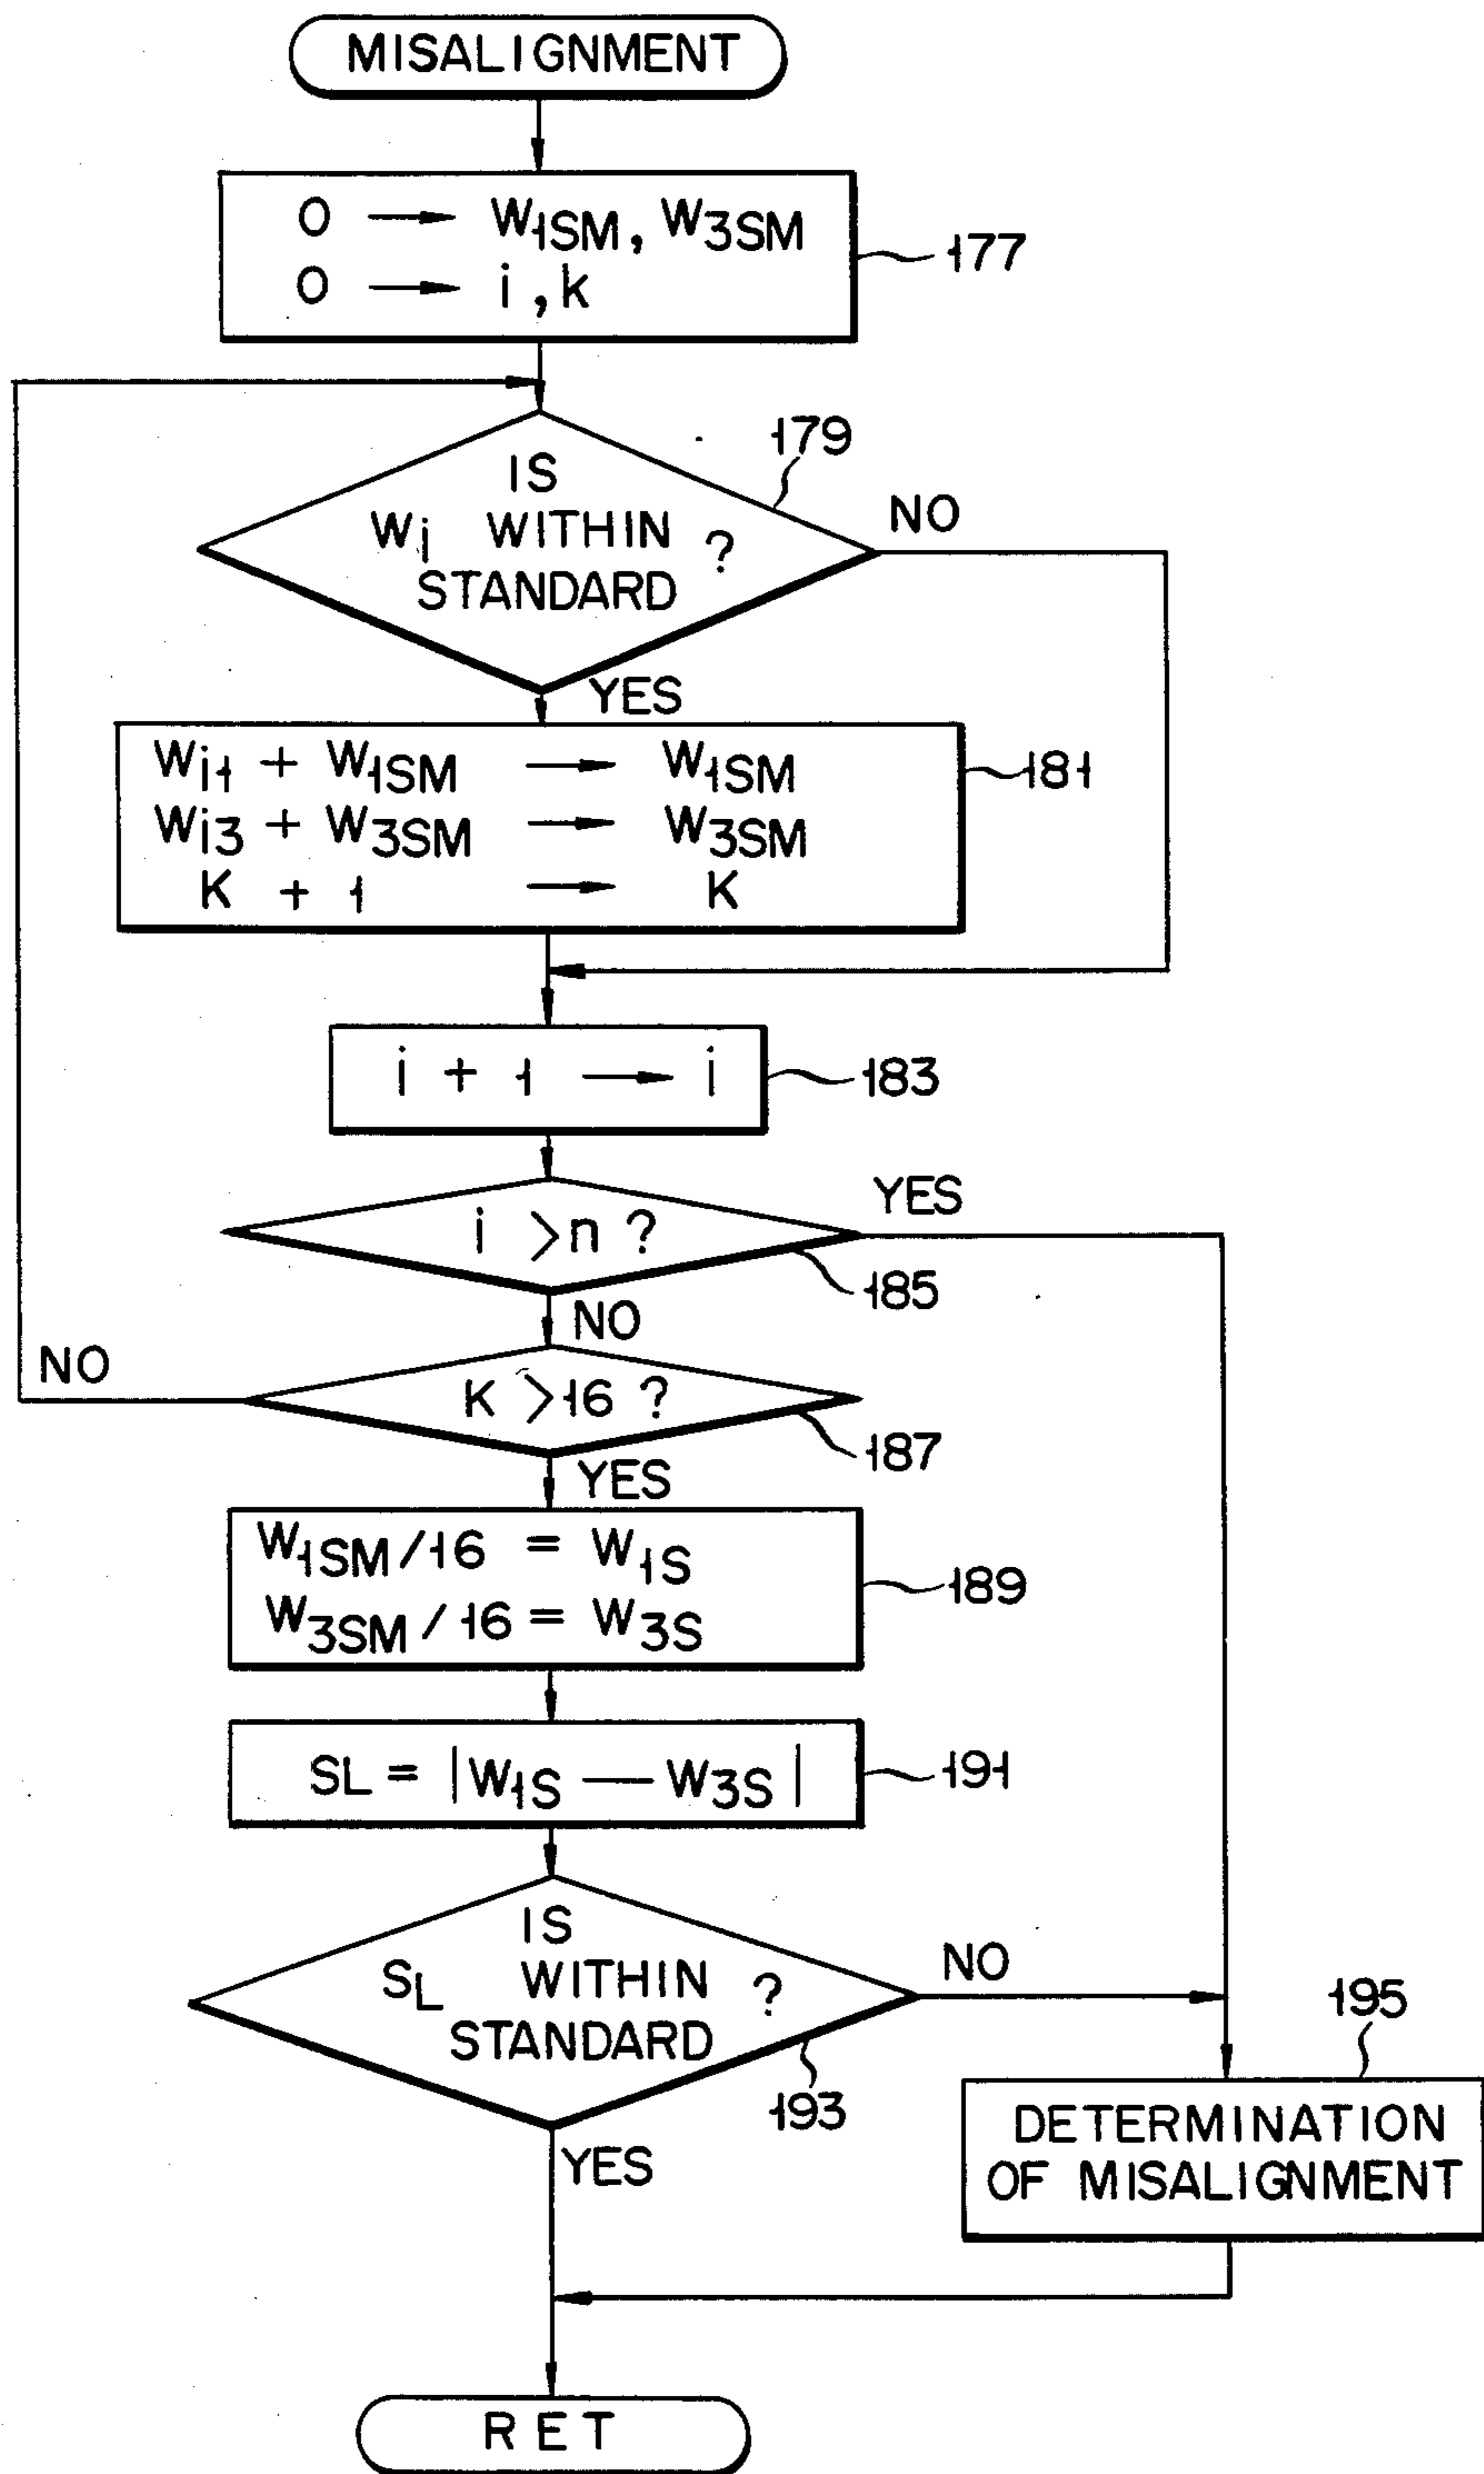 MISALIGNMENT
0 → W1SM, W3SM
0 → i, k
177
179
IS
Wi WITHIN ?
STANDARD
NO
YES
Wi1 + W1SM → W1SM
Wi3 + W3SM → W3SM
K + 1 → K
181
i + 1 → i
183
i > n ?
YES
185
NO
K > 16 ?
NO
187
YES
W1SM / 16 = W1S
W3SM / 16 = W3S
189
SL = |W1S — W3S|
191
IS
SL WITHIN ?
STANDARD
NO
193
YES
195
DETERMINATION
OF MISALIGNMENT
RET